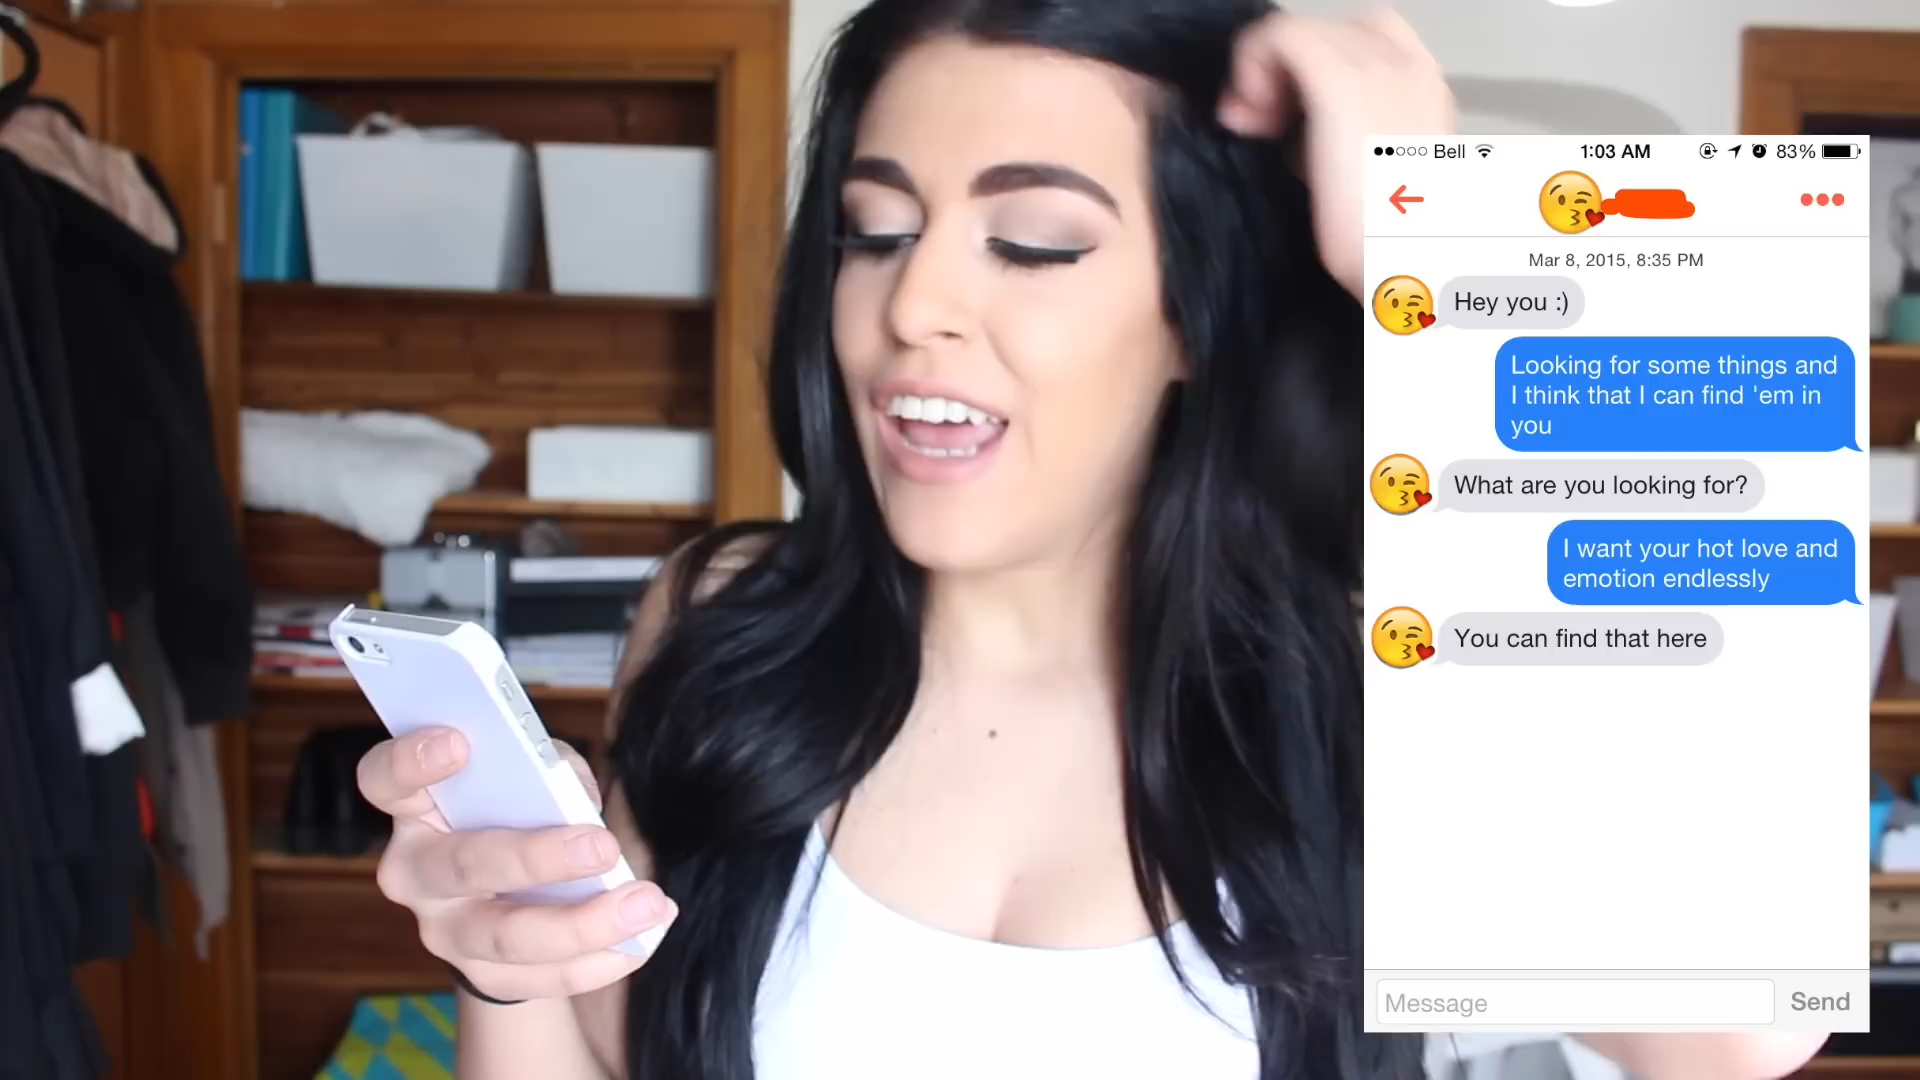 Bell
1:03 AM
83%
Mar 8, 2015, 8:35 PM
Hey you :)
Looking for some things and
I think that I can find 'em in
you
What are you looking for?
I want your hot love and
emotion endlessly
You can find that here
Message
Send